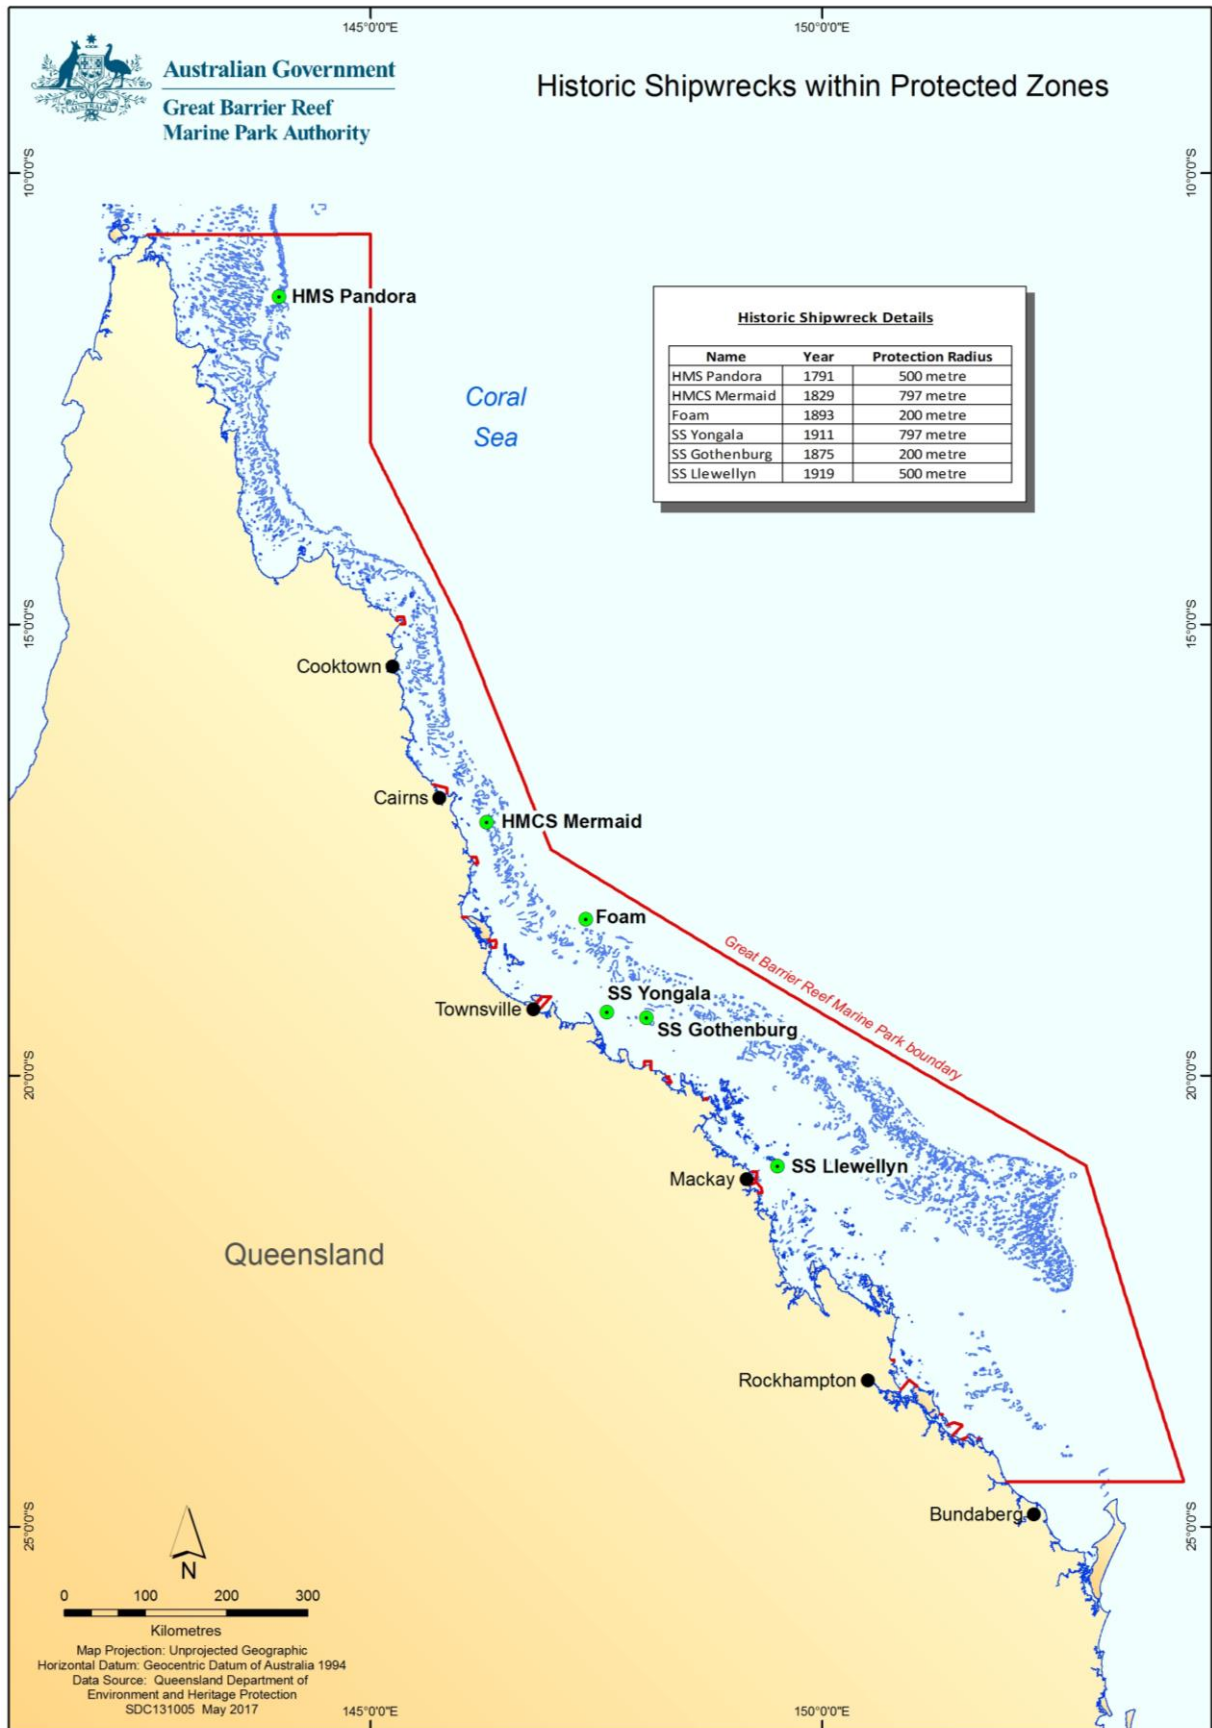 145°0'0"E
150°0'0"E
Australian Government
Great Barrier Reef
Marine Park Authority
AUSTRALIA
Historic Shipwrecks within Protected Zones
10°0'0"S
10°0'0"S
HMS Pandora
Historic Shipwreck Details
Name Year Protection Radius
HMS Pandora 1791 500 metre
HMCS Mermaid 1829 797 metre
Foam 1893 200 metre
SS Yongala 1911 797 metre
SS Gothenburg 1875 200 metre
SS Llewellyn 1919 500 metre
Coral
Sea
15°0'0"S
15°0'0"S
Cooktown
Cairns
HMCS Mermaid
Foam
Great Barrier Reef Marine Park boundary
SS Yongala
Townsville
SS Gothenburg
20°0'0"S
20°0'0"S
SS Llewellyn
Mackay
Queensland
Rockhampton
Bundaberg
25°0'0"S
25°0'0"S
N
0 100 200 300
Kilometres
Map Projection: Unprojected Geographic
Horizontal Datum: Geocentric Datum of Australia 1994
Data Source: Queensland Department of
Environment and Heritage Protection
SDC131005 May 2017
145°0'0"E
150°0'0"E